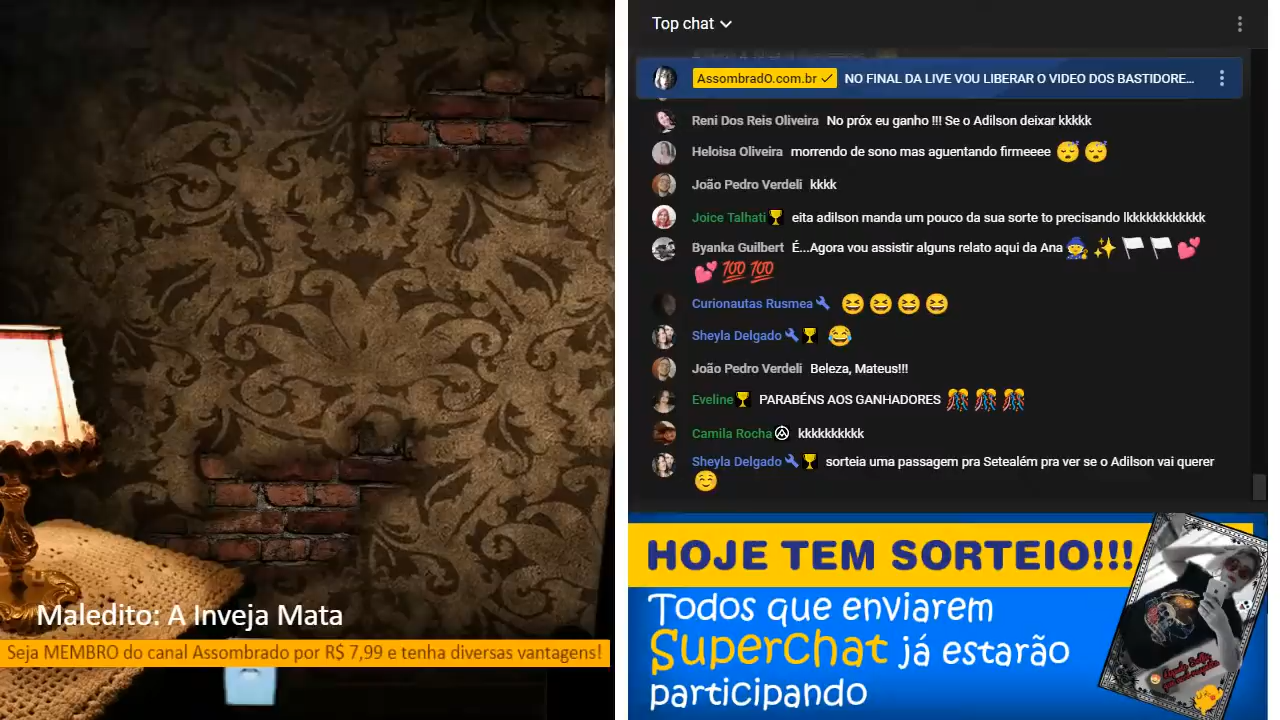 Maledito: A Inveja Mata
Seja MEMBRO do canal Assombrado por R$ 7,99 e tenha diversas vantagens!
Top chat
AssombradO.com.br NO FINAL DA LIVE VOU LIBERAR O VIDEO DOS BASTIDORE...
Reni Dos Reis Oliveira No próx eu ganho !!! Se o Adilson deixar kkkkk
Heloisa Oliveira morrendo de sono mas aguentando firmeeee 😴 😴
João Pedro Verdeli kkkk
Joice Talhati eita adilson manda um pouco da sua sorte to precisando lkkkkkkkkkkkk
Byanka Guilbert É...Agora vou assistir alguns relato aqui da Ana 🧙 ✨ 🏳 🏳 💕
💕 💯 💯
Curionautas Rusmea 😆 😆 😆 😆
Sheyla Delgado 😂
João Pedro Verdeli Beleza, Mateus!!!
Eveline PARABÉNS AOS GANHADORES 🎊 🎊 🎊
Camila Rocha kkkkkkkkkk
Sheyla Delgado sorteia uma passagem pra Setealém pra ver se o Adilson vai querer
☺
HOJE TEM SORTEIO!!!
Todos que enviarem
Superchat já estarão
participando